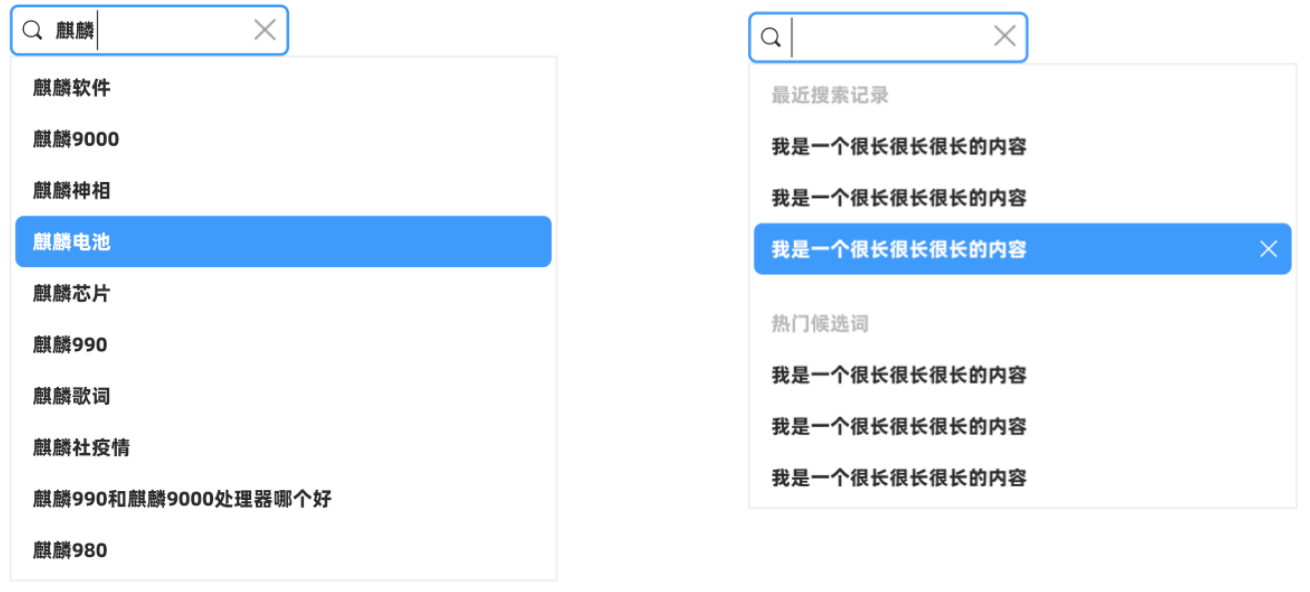 麒麟
麒麟软件
麒麟9000
麒麟神相
麒麟电池
麒麟芯片
麒麟990
麒麟歌词
麒麟社疫情
麒麟990和麒麟9000处理器哪个好
麒麟980
最近搜索记录
我是一个很长很长很长的内容
我是一个很长很长很长的内容
我是一个很长很长很长的内容
热门候选词
我是一个很长很长很长的内容
我是一个很长很长很长的内容
我是一个很长很长很长的内容